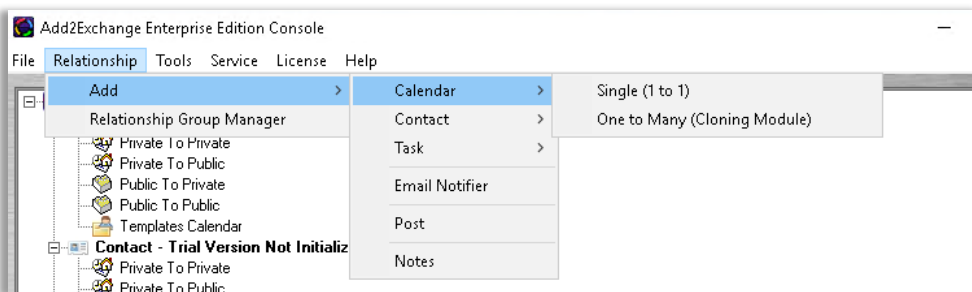 Add2Exchange Enterprise Edition Console
File Relationship Tools Service License Help
Add Calendar Single (1 to 1)
Relationship Group Manager Contact One to Many (Cloning Module)
Private To Private Task
Private To Public
Public To Private Email Notifier
Public To Public
Templates Calendar Post
Contact - Trial Version Not Initializ
Private To Private Notes
Private To Public